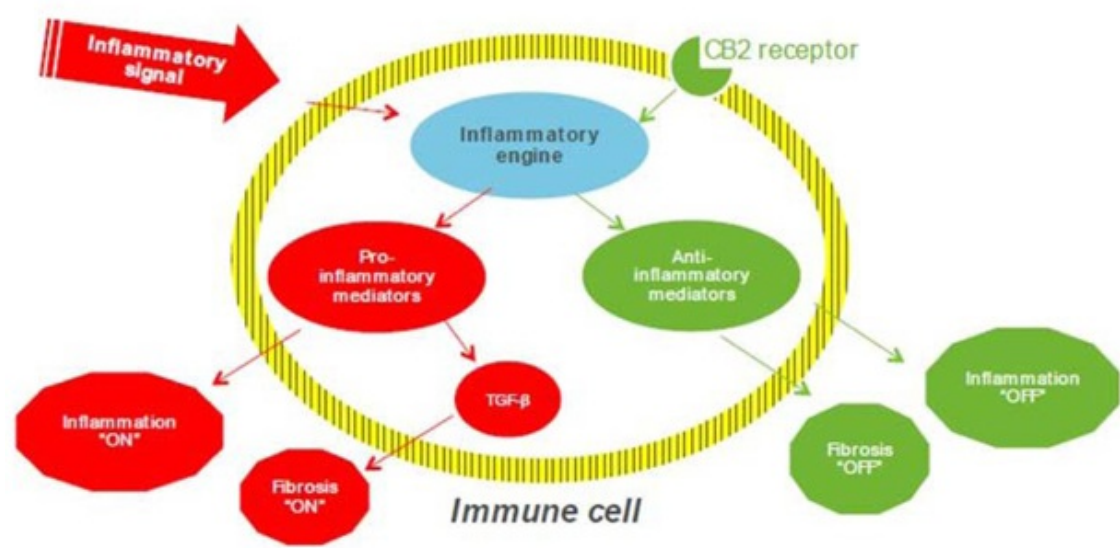 Inflammatory
signal
CB2 receptor
Inflammatory
engine
Pro-
inflammatory
mediators
Anti-
inflammatory
mediators
TGF-β
Inflammation
"ON"
Fibrosis
"ON"
Inflammation
"OFF"
Fibrosis
"OFF"
Immune cell